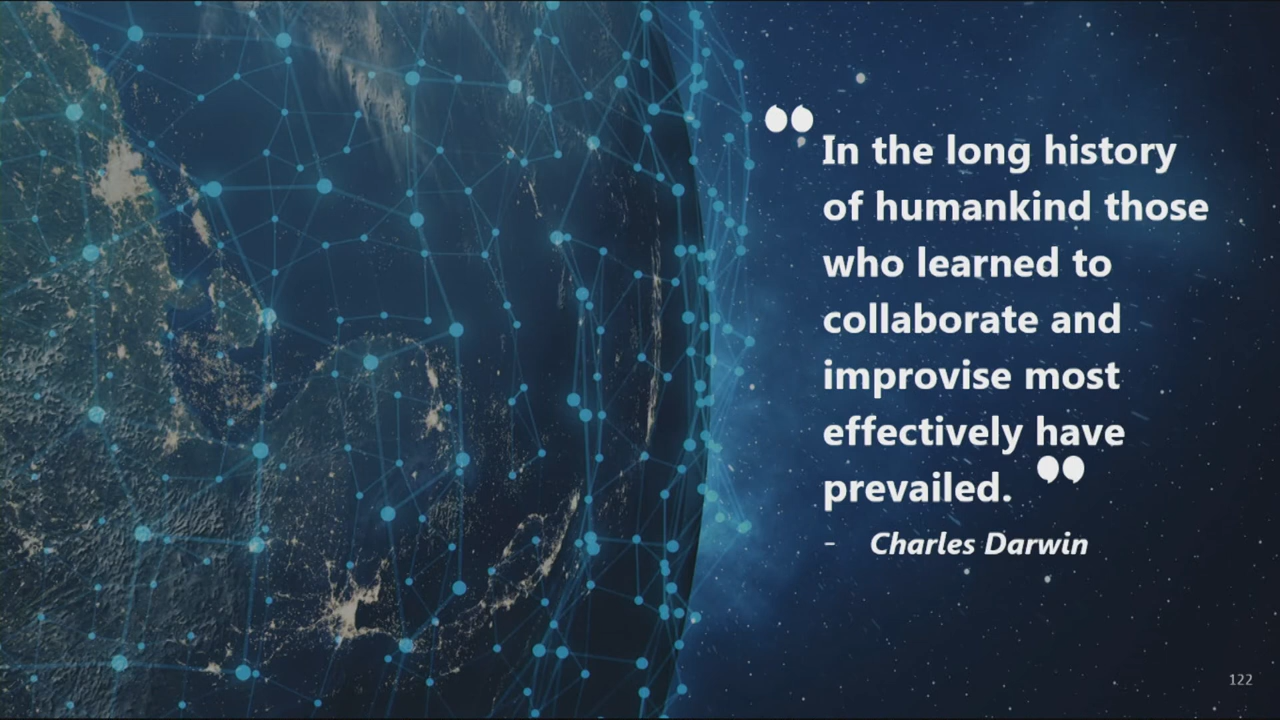 “ In the long history
of humankind those
who learned to
collaborate and
improvise most
effectively have
prevailed. ”
- Charles Darwin
122